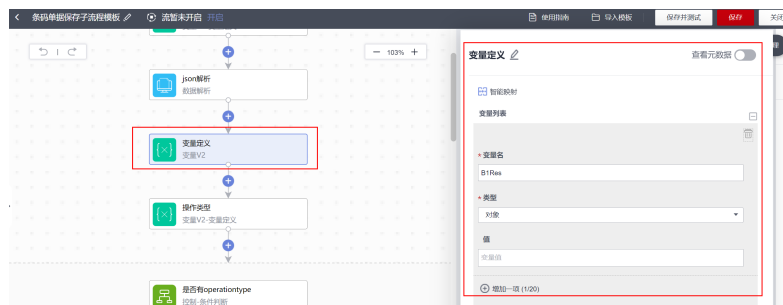 条码单据保存子流程模板
流暂未开启 开启
使用指南
导入模板
保存并测试
保存
关闭
103%
json解析
数据解析
变量定义
变量V2
操作类型
变量V2-变量定义
是否有operationtype
控制-条件判断
变量定义
查看元数据
智能映射
变量列表
* 变量名
B1Res
* 类型
对象
值
变量值
增加一项 (1/20)